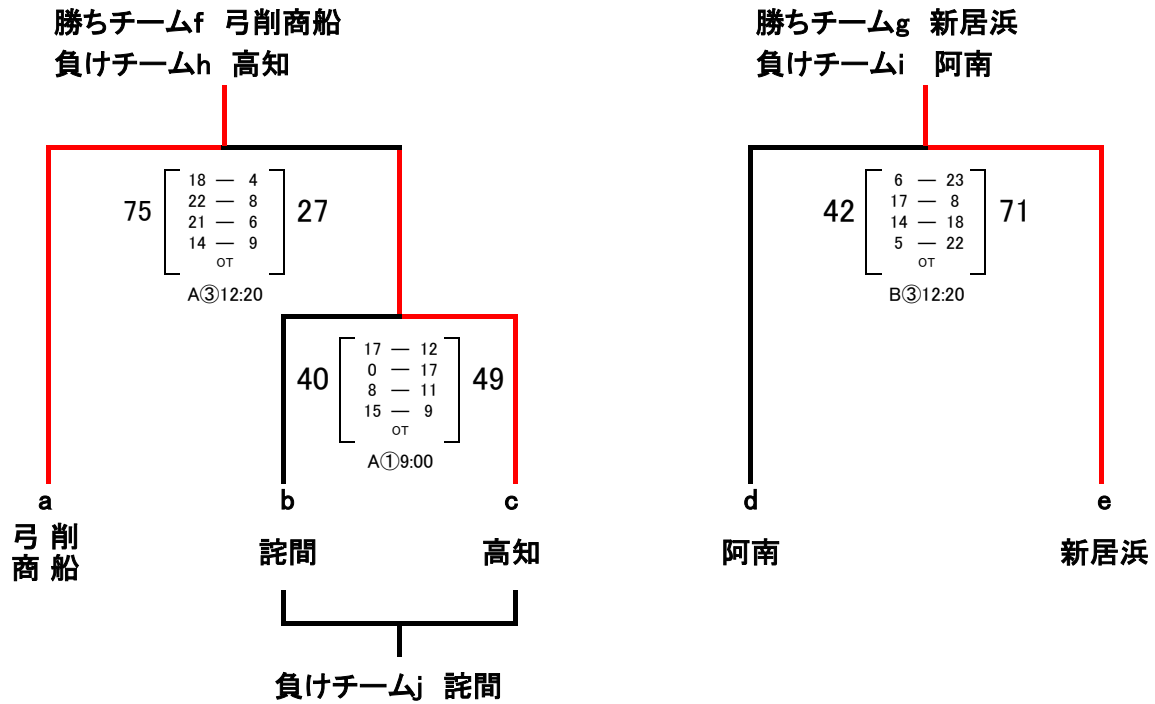 勝ちチームf　弓削商船
負けチームh　高知
75
18 — 4
22 — 8
21 — 6
14 — 9
OT
27
A③12:20
40
17 — 12
0 — 17
8 — 11
15 — 9
OT
49
A①9:00
a
弓 削
商 船
b
詫間
c
高知
負けチームj　詫間
勝ちチームg　新居浜
負けチームi　阿南
42
6 — 23
17 — 8
14 — 18
5 — 22
OT
71
B③12:20
d
阿南
e
新居浜